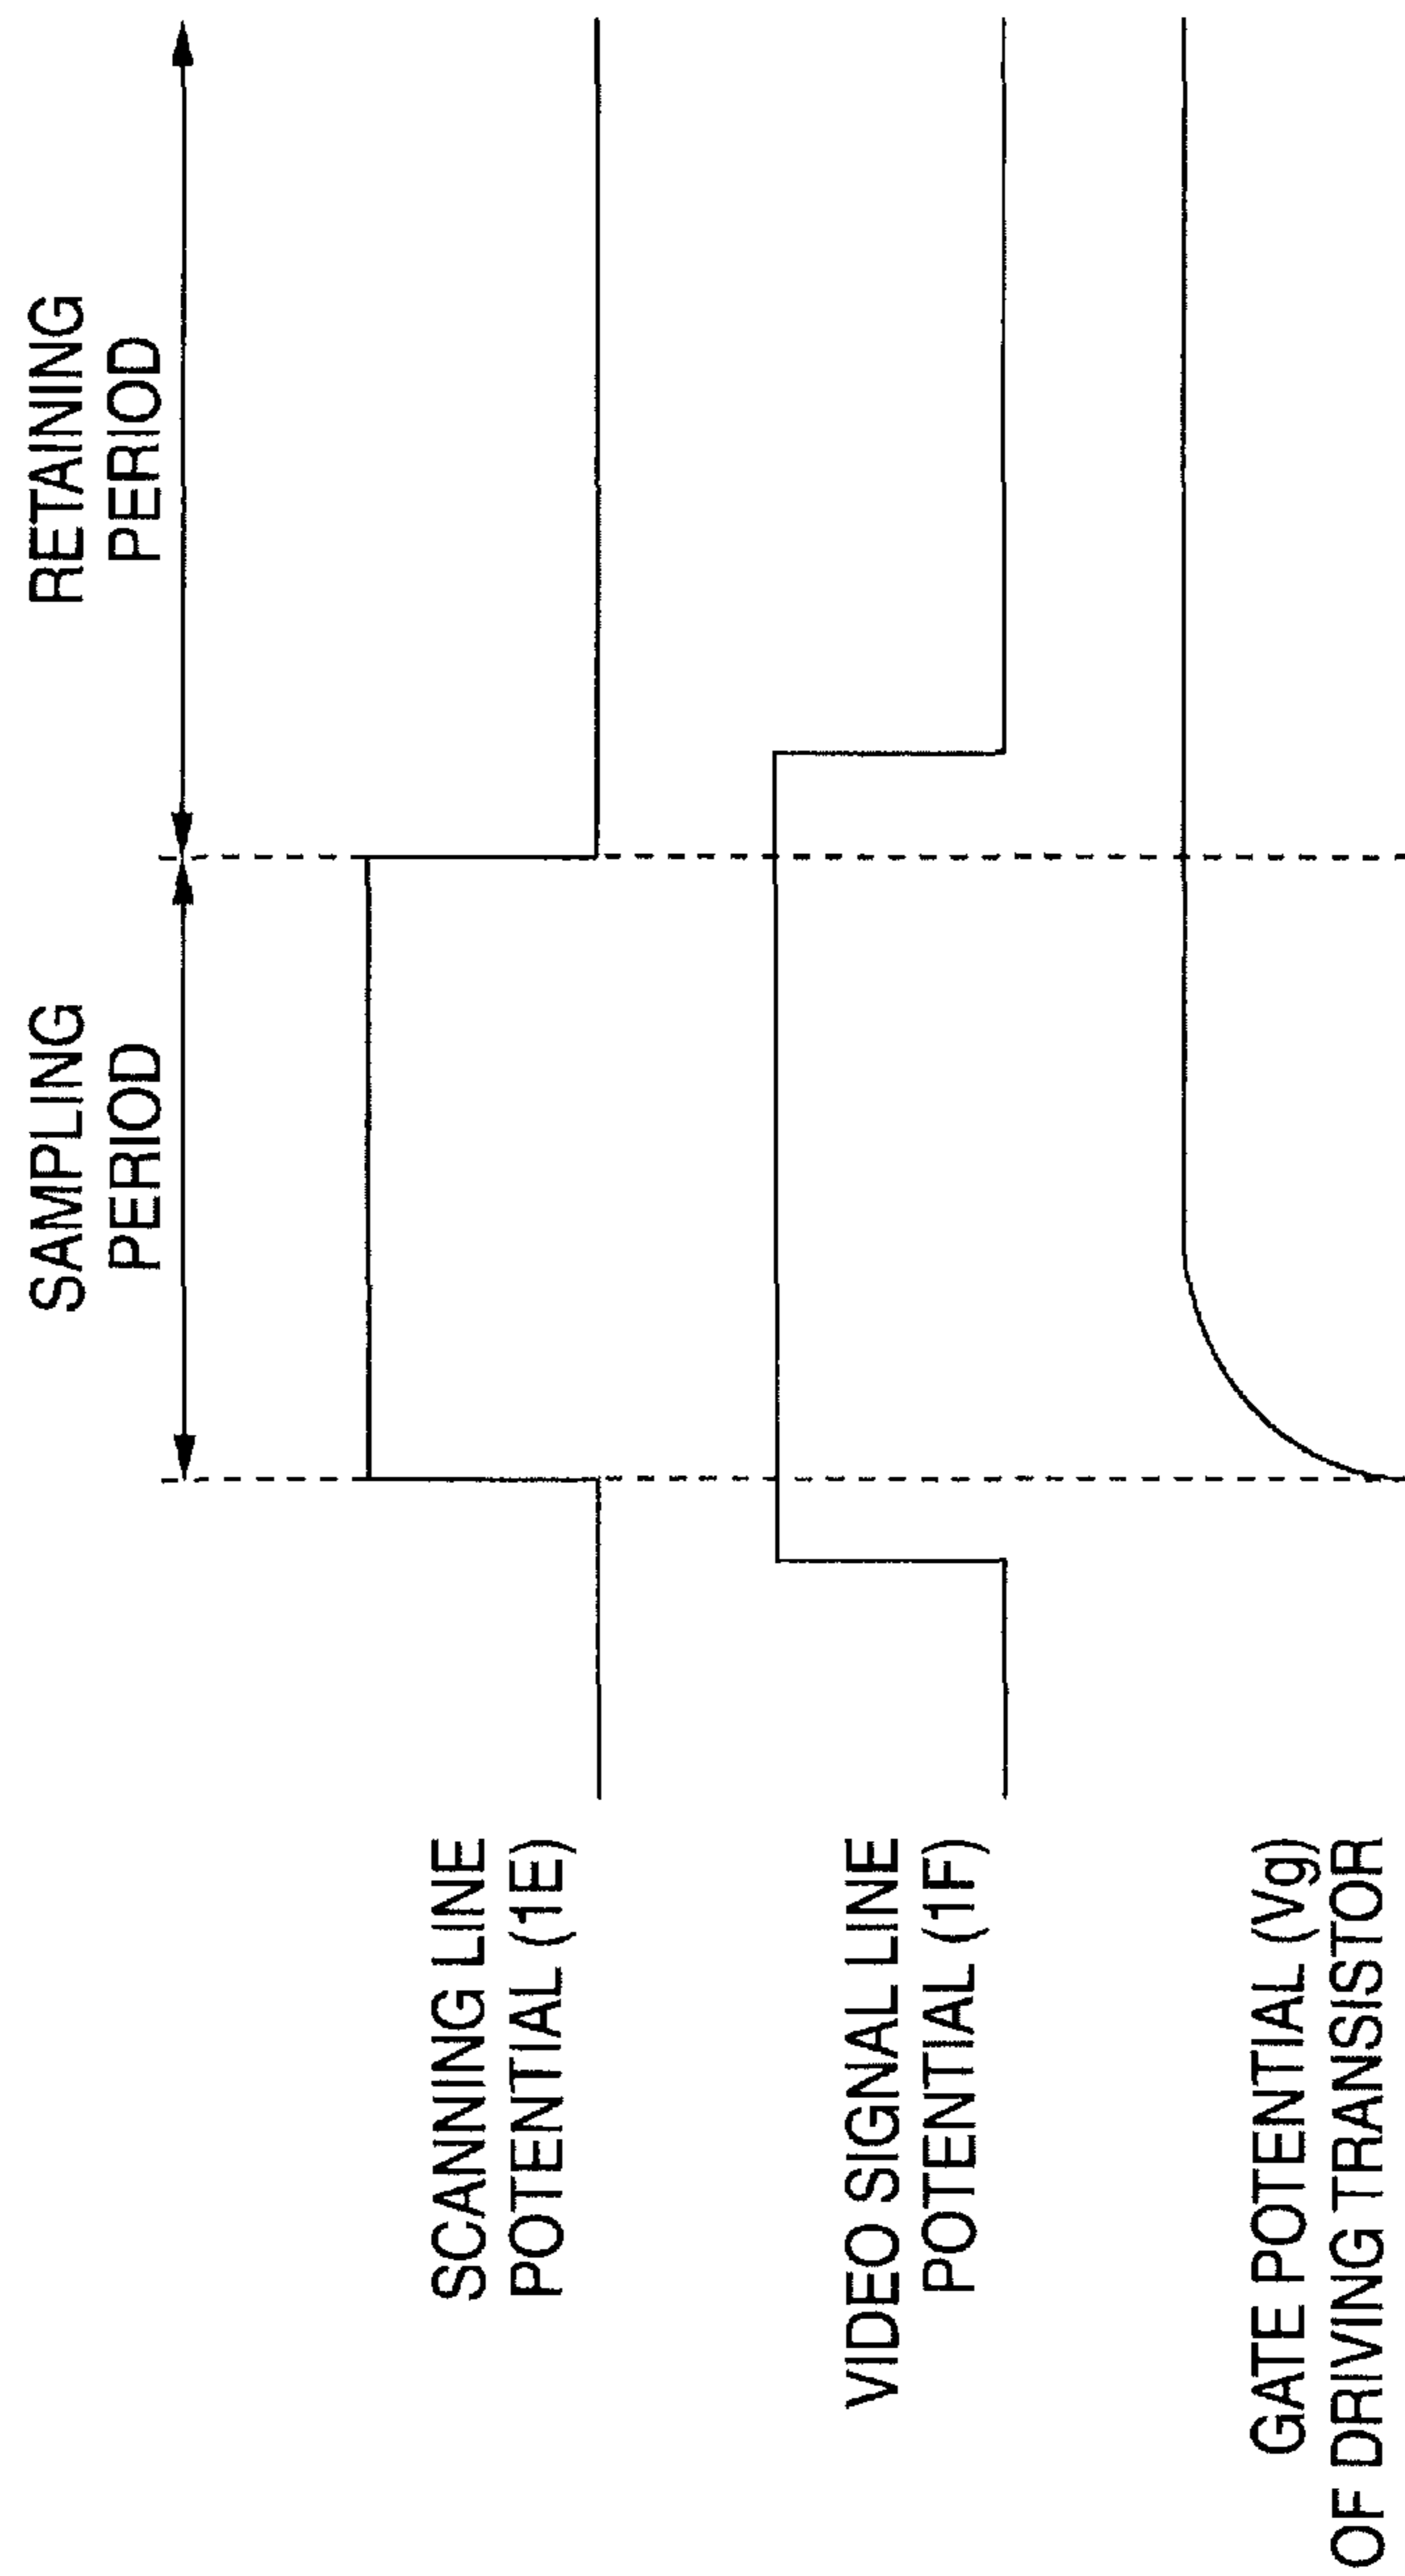 SAMPLING
PERIOD
RETAINING
PERIOD
SCANNING LINE
POTENTIAL (1E)
VIDEO SIGNAL LINE
POTENTIAL (1F)
GATE POTENTIAL (Vg)
OF DRIVING TRANSISTOR